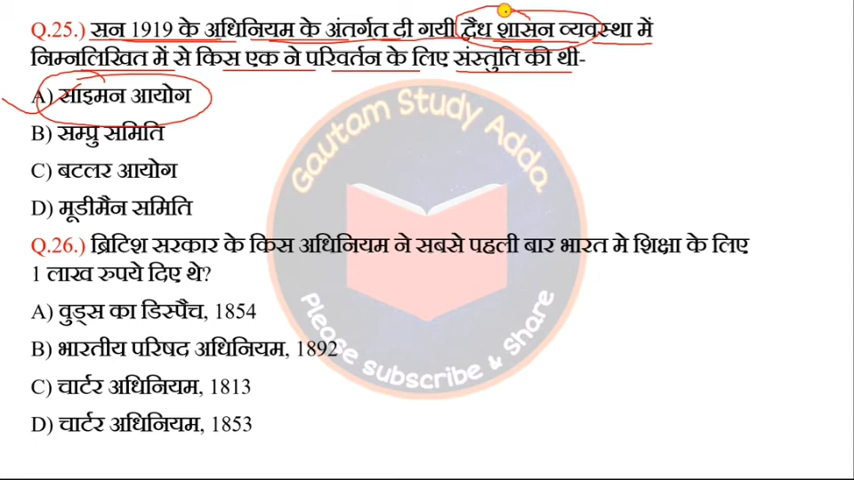 Q.25.) सन 1919 के अधिनियम के अंतर्गत दी गयी द्वैध शासन व्यवस्था में
निम्नलिखित में से किस एक ने परिवर्तन के लिए संस्तुति की थी-
A) साइमन आयोग
B) सम्प्रु समिति
C) बटलर आयोग
D) मूडीमैन समिति
Q.26.) ब्रिटिश सरकार के किस अधिनियम ने सबसे पहली बार भारत मे शिक्षा के लिए
1 लाख रुपये दिए थे?
A) वुड्स का डिस्पैच, 1854
B) भारतीय परिषद अधिनियम, 1892
C) चार्टर अधिनियम, 1813
D) चार्टर अधिनियम, 1853
Gautam Study Adda
Please subscribe & share